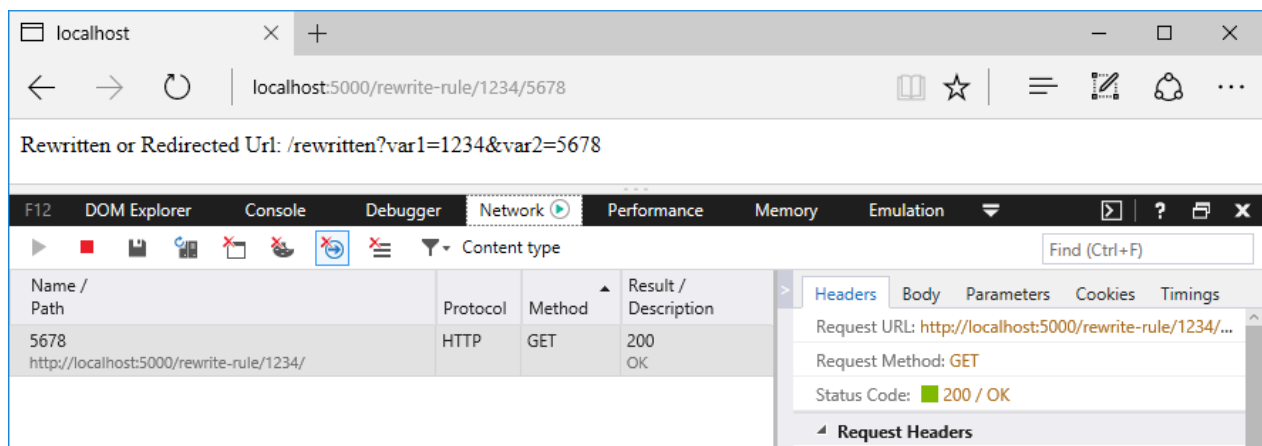 localhost
localhost:5000/rewrite-rule/1234/5678
Rewritten or Redirected Url: /rewritten?var1=1234&var2=5678
F12 DOM Explorer Console Debugger Network Performance Memory Emulation ?
Content type Find (Ctrl+F)
Name / Path Protocol Method Result / Description
5678 HTTP GET 200
http://localhost:5000/rewrite-rule/1234/ OK
Headers Body Parameters Cookies Timings
Request URL: http://localhost:5000/rewrite-rule/1234/...
Request Method: GET
Status Code: 200 / OK
Request Headers